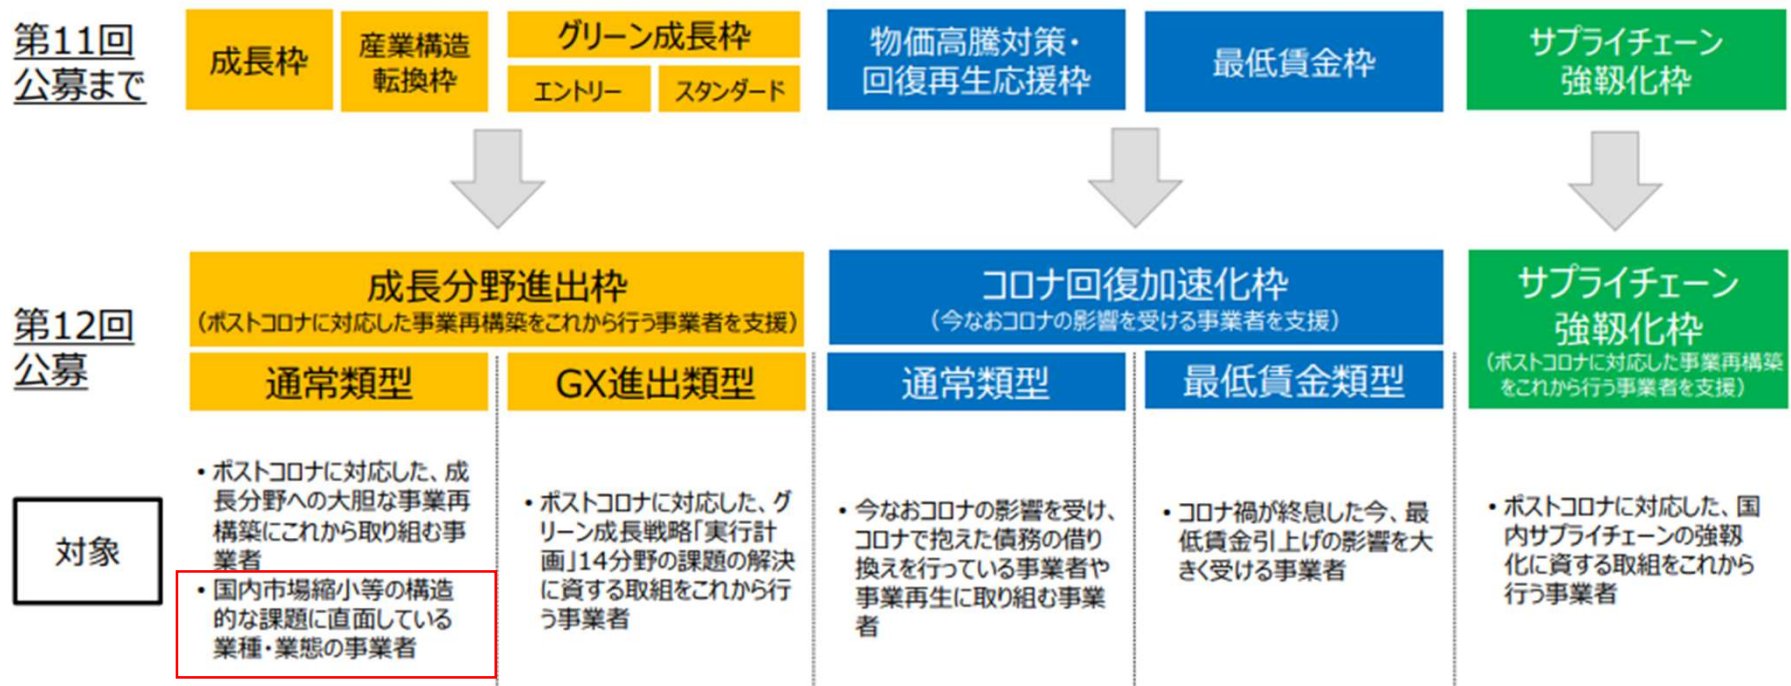 第11回
公募まで
成長枠
産業構造
転換枠
グリーン成長枠
エントリー
スタンダード
物価高騰対策・
回復再生応援枠
最低賃金枠
サプライチェーン
強靱化枠
第12回
公募
成長分野進出枠
(ポストコロナに対応した事業再構築をこれから行う事業者を支援)
通常類型
GX進出類型
コロナ回復加速化枠
(今なおコロナの影響を受ける事業者を支援)
通常類型
最低賃金類型
サプライチェーン
強靱化枠
(ポストコロナに対応した事業再構築
をこれから行う事業者を支援)
対象
・ポストコロナに対応した、成
長分野への大胆な事業再
構築にこれから取り組む事
業者
・国内市場縮小等の構造
的な課題に直面している
業種・業態の事業者
・ポストコロナに対応した、グ
リーン成長戦略「実行計
画」14分野の課題の解決
に資する取組をこれから行
う事業者
・今なおコロナの影響を受け、
コロナで抱えた債務の借り
換えを行っている事業者や
事業再生に取り組む事業
者
・コロナ禍が終息した今、最
低賃金引上げの影響を大
きく受ける事業者
・ポストコロナに対応した、国
内サプライチェーンの強靱
化に資する取組をこれから
行う事業者